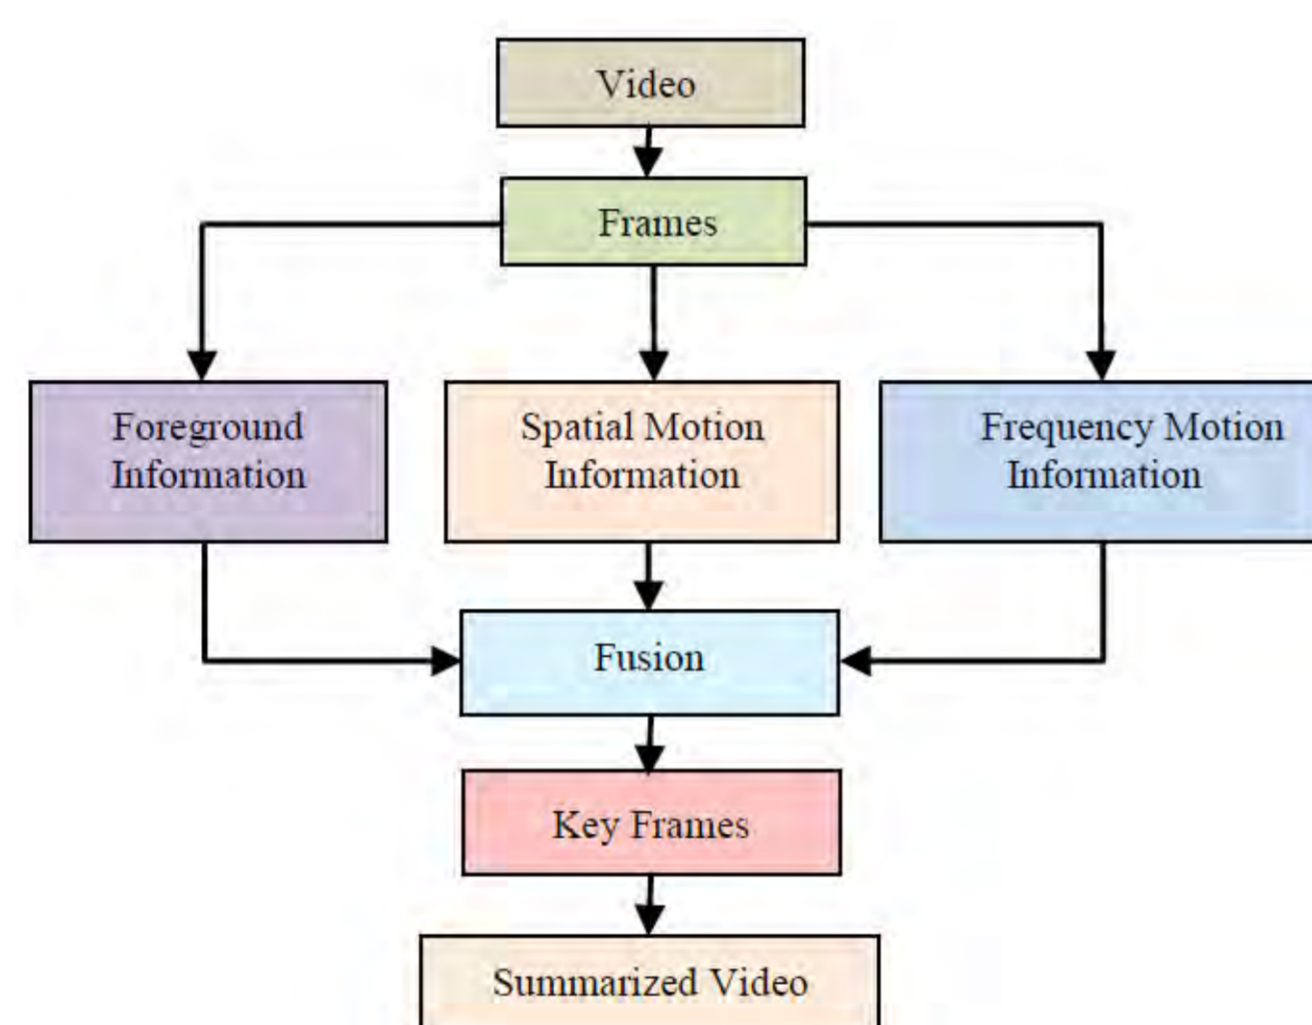 Video
Frames
Foreground
Information
Spatial Motion
Information
Frequency Motion
Information
Fusion
Key Frames
Summarized Video